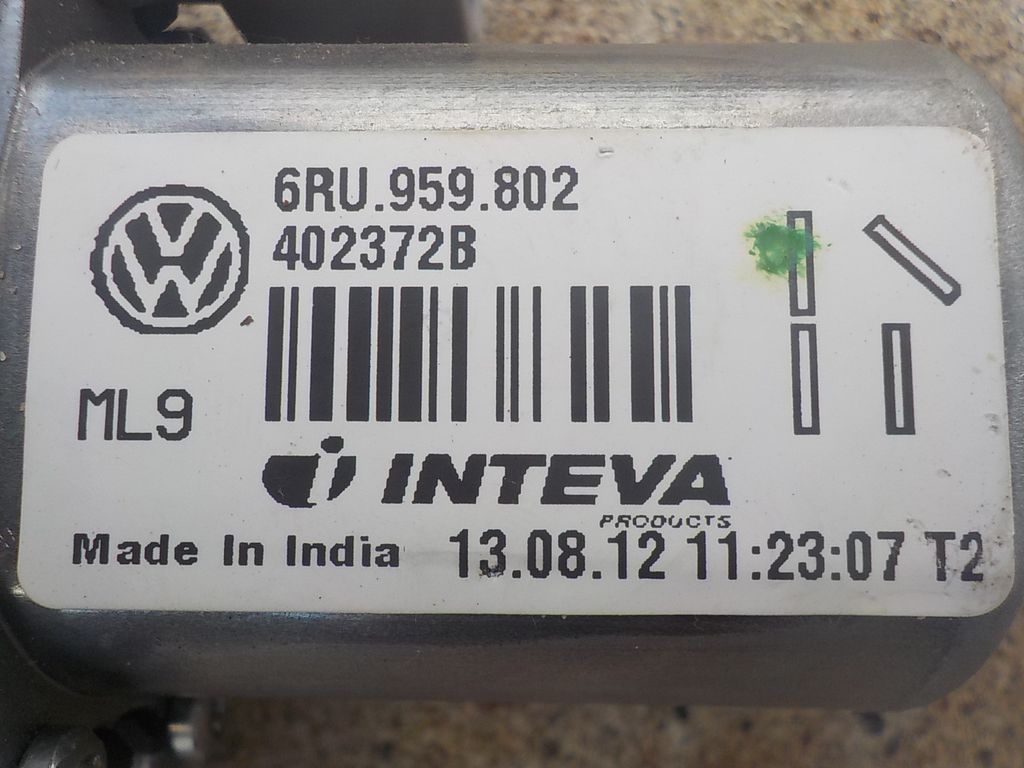 6RU.959.802
402372B
ML9
INTEVA
PRODUCTS
Made In India 13.08.12 11:23:07 T2